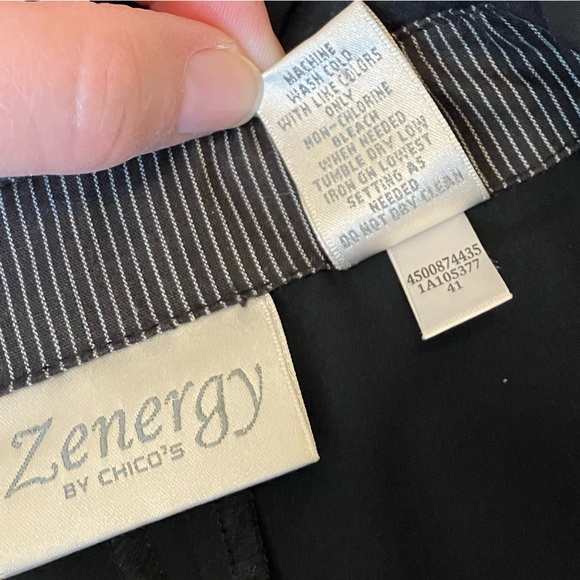 MACHINE
WASH COLD
WITH LIKE COLORS
ONLY
NON-CHLORINE
BLEACH
WHEN NEEDED
TUMBLE DRY LOW
IRON ON LOWEST
SETTING AS
NEEDED
DO NOT DRY CLEAN
4500874435
1A10S377
41
Zenergy
BY CHICO'S